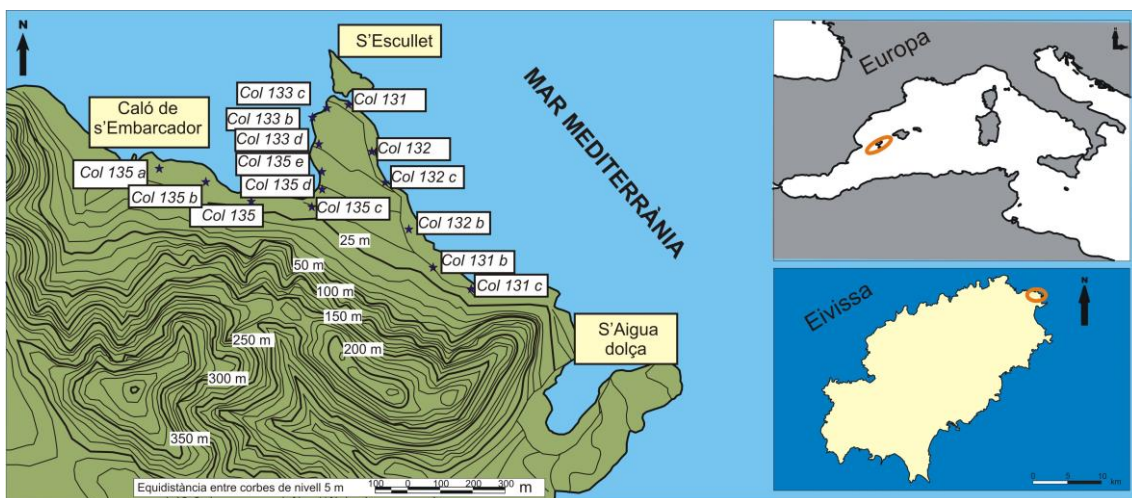 N
S'Escullet
Caló de
s'Embarcador
Col 133 c
Col 131
Col 133 b
Col 133 d
Col 132
Col 135 e
Col 135 a
Col 135 d
Col 132 c
Col 135 b
Col 135
Col 135 c
Col 132 b
Col 131 b
Col 131 c
MAR MEDITERRÀNIA
25 m
50 m
100 m
150 m
200 m
250 m
300 m
350 m
S'Aigua
dolça
Equidistància entre corbes de nivell 5 m
100 0 100 200 300 m
Europa
Eivissa
N
0 5 10
km